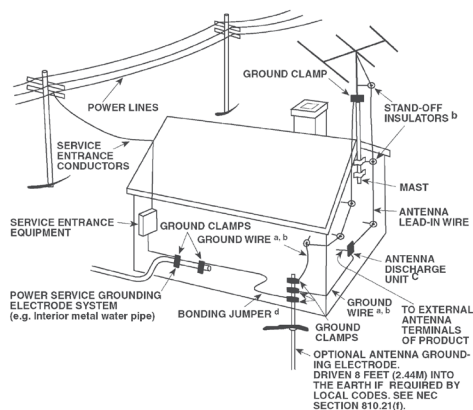 GROUND CLAMP
POWER LINES
STAND-OFF
INSULATORS b
SERVICE
ENTRANCE
CONDUCTORS
MAST
ANTENNA
LEAD-IN WIRE
SERVICE ENTRANCE
EQUIPMENT
GROUND CLAMPS
GROUND WIRE a, b
ANTENNA
DISCHARGE
UNIT C
POWER SERVICE GROUNDING
ELECTRODE SYSTEM
(e.g. Interior metal water pipe)
BONDING JUMPER d
GROUND
WIRE a, b
GROUND
CLAMPS
TO EXTERNAL
ANTENNA
TERMINALS
OF PRODUCT
OPTIONAL ANTENNA GROUND-
ING ELECTRODE.
DRIVEN 8 FEET (2.44M) INTO
THE EARTH IF REQUIRED BY
LOCAL CODES. SEE NEC
SECTION 810.21(f).